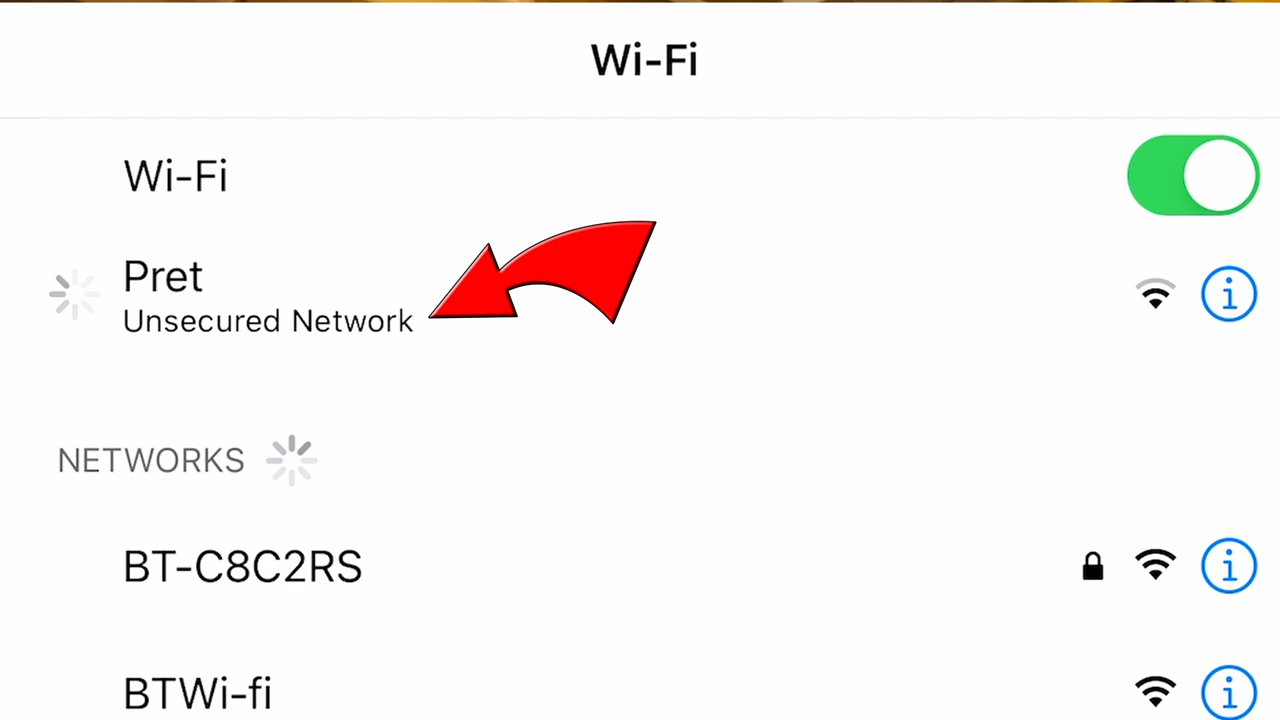 Wi-Fi
Wi-Fi
Pret
Unsecured Network
NETWORKS
BT-C8C2RS
BTWi-fi